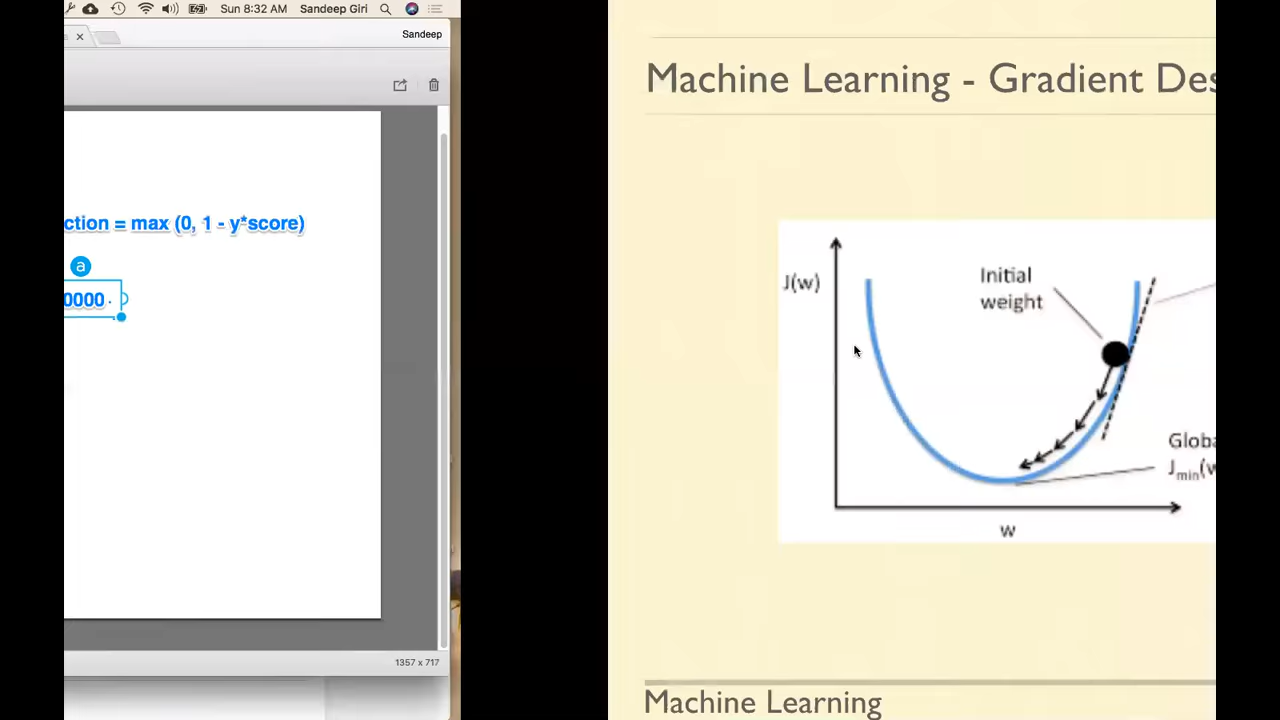 Sun 8:32 AM Sandeep Giri
Sandeep
ction = max (0, 1 - y*score)
a
0000
1357 x 717
Machine Learning - Gradient Des
J(w)
Initial
weight
Globa
Jmin(w
w
Machine Learning